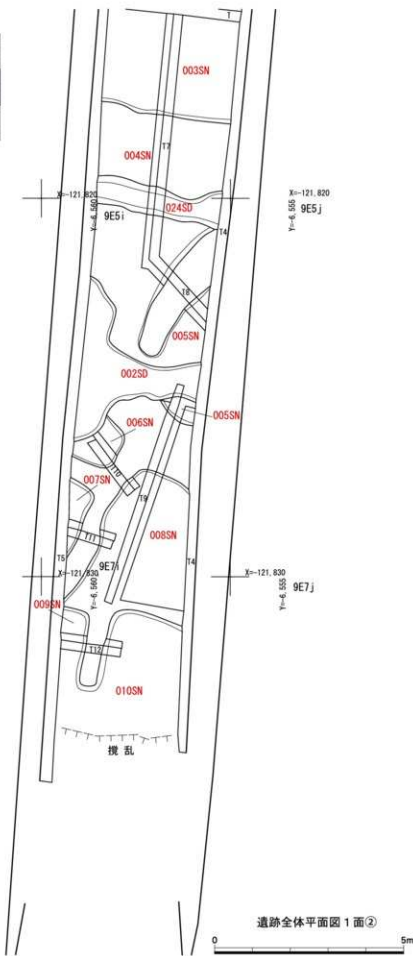 T
003SN
T7
004SN
X=-121,820
X=-121,820
024SD
9E5i
9E5j
Y=-6,560
Y=-6,555
T4
T8
005SN
002SD
005SN
006SN
T10
007SN
T9
008SN
T11
T5
T4
9E7i
X=-121,830
X=-121,830
9E7j
Y=-6,560
Y=-6,555
009SN
T12
010SN
撹乱
遺跡全体平面図1面②
0
5m